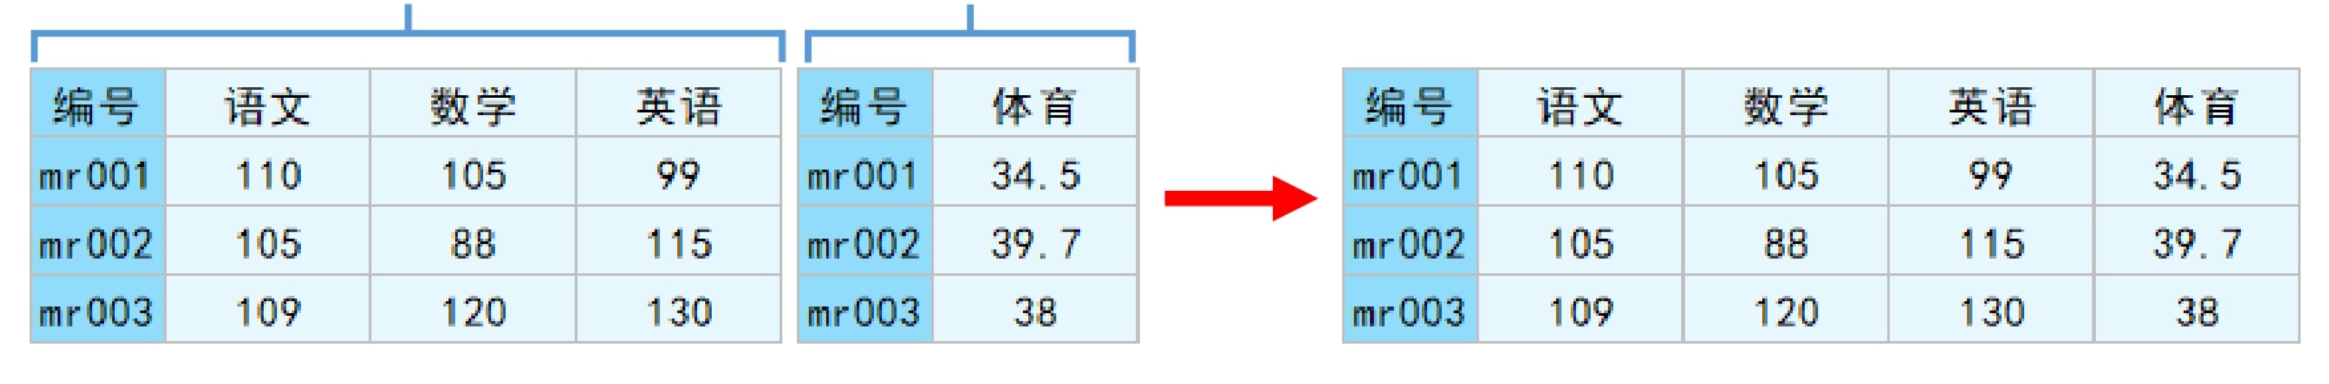 编号 语文 数学 英语 编号 体育 编号 语文 数学 英语 体育
mr001 110 105 99 mr001 34.5 mr001 110 105 99 34.5
mr002 105 88 115 mr002 39.7 mr002 105 88 115 39.7
mr003 109 120 130 mr003 38 mr003 109 120 130 38